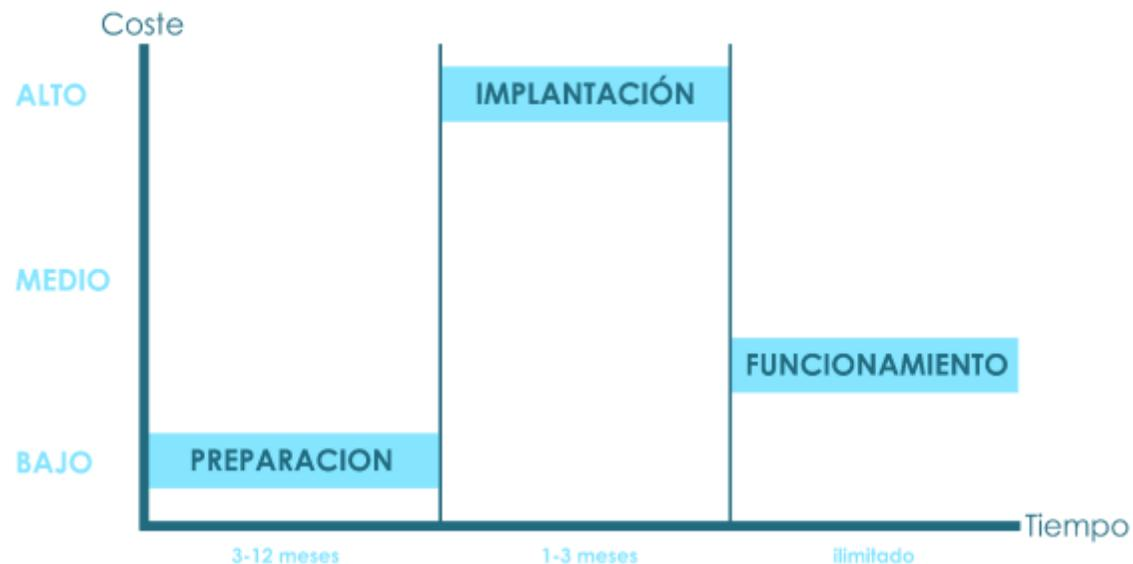 Coste
ALTO
IMPLANTACIÓN
MEDIO
FUNCIONAMIENTO
BAJO
PREPARACION
Tiempo
3-12 meses
1-3 meses
ilimitado